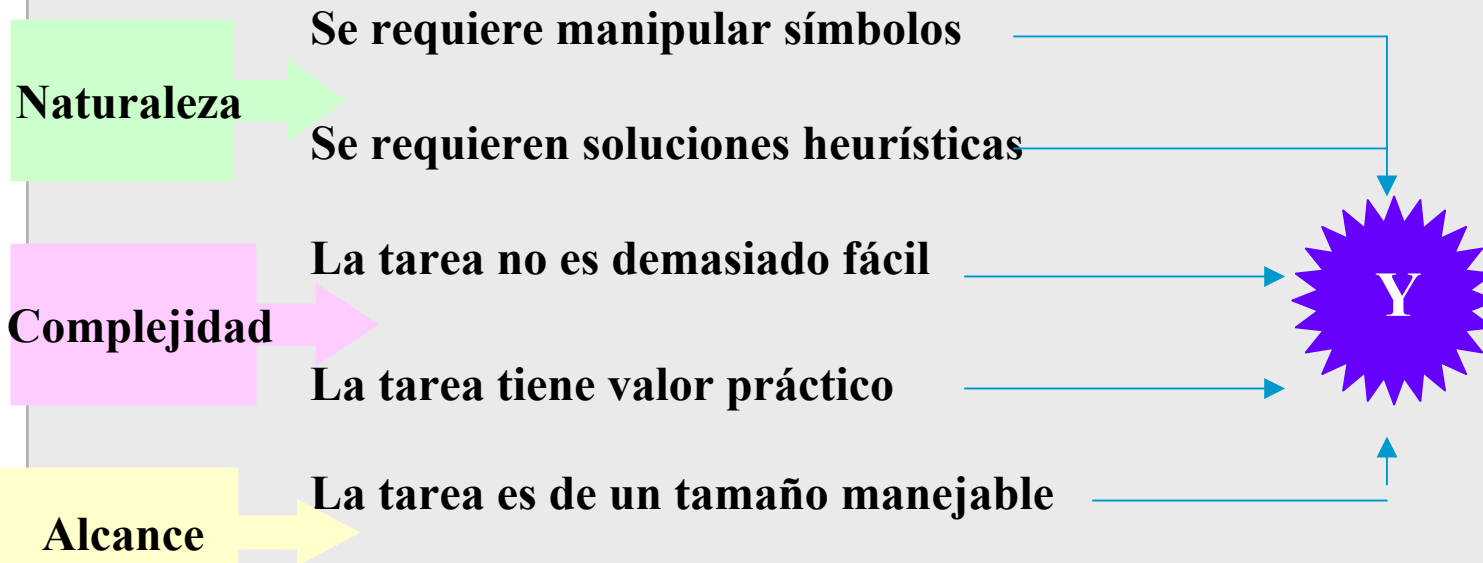 Se requiere manipular símbolos
Naturaleza
Se requieren soluciones heurísticas
La tarea no es demasiado fácil
Y
Complejidad
La tarea tiene valor práctico
La tarea es de un tamaño manejable
Alcance